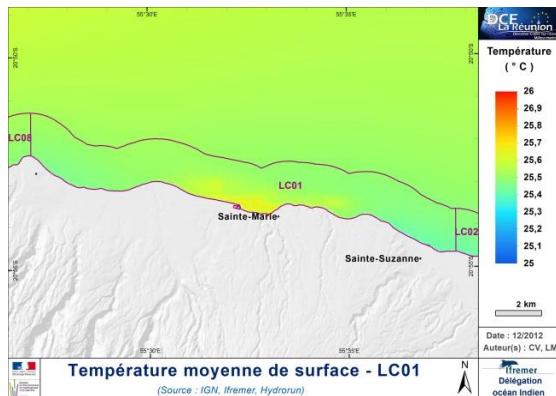 55°30'E
55°35'E
DCE
La Réunion
Température
( ° C )
20°50'S
20°50'S
26
26,9
25,8
25,7
25,6
25,5
25,4
25,3
25,2
25,1
25
LC08
LC01
Sainte-Marie
LC02
Sainte-Suzanne
20°55'S
20°55'S
2 km
55°30'E
55°35'E
Date : 12/2012
Auteur(s) : CV, LM
Température moyenne de surface - LC01
(Source : IGN, Ifremer, Hydrorun)
N
Ifremer
Délégation
océan Indien